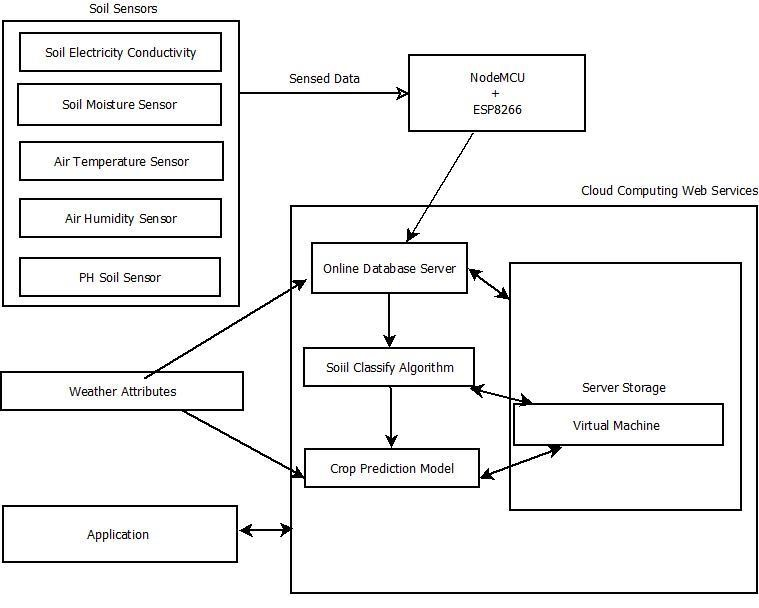 Soil Sensors
Soil Electricity Conductivity
Soil Moisture Sensor
Air Temperature Sensor
Air Humidity Sensor
PH Soil Sensor
Sensed Data
NodeMCU
+
ESP8266
Cloud Computing Web Services
Online Database Server
Soiil Classify Algorithm
Crop Prediction Model
Server Storage
Virtual Machine
Weather Attributes
Application